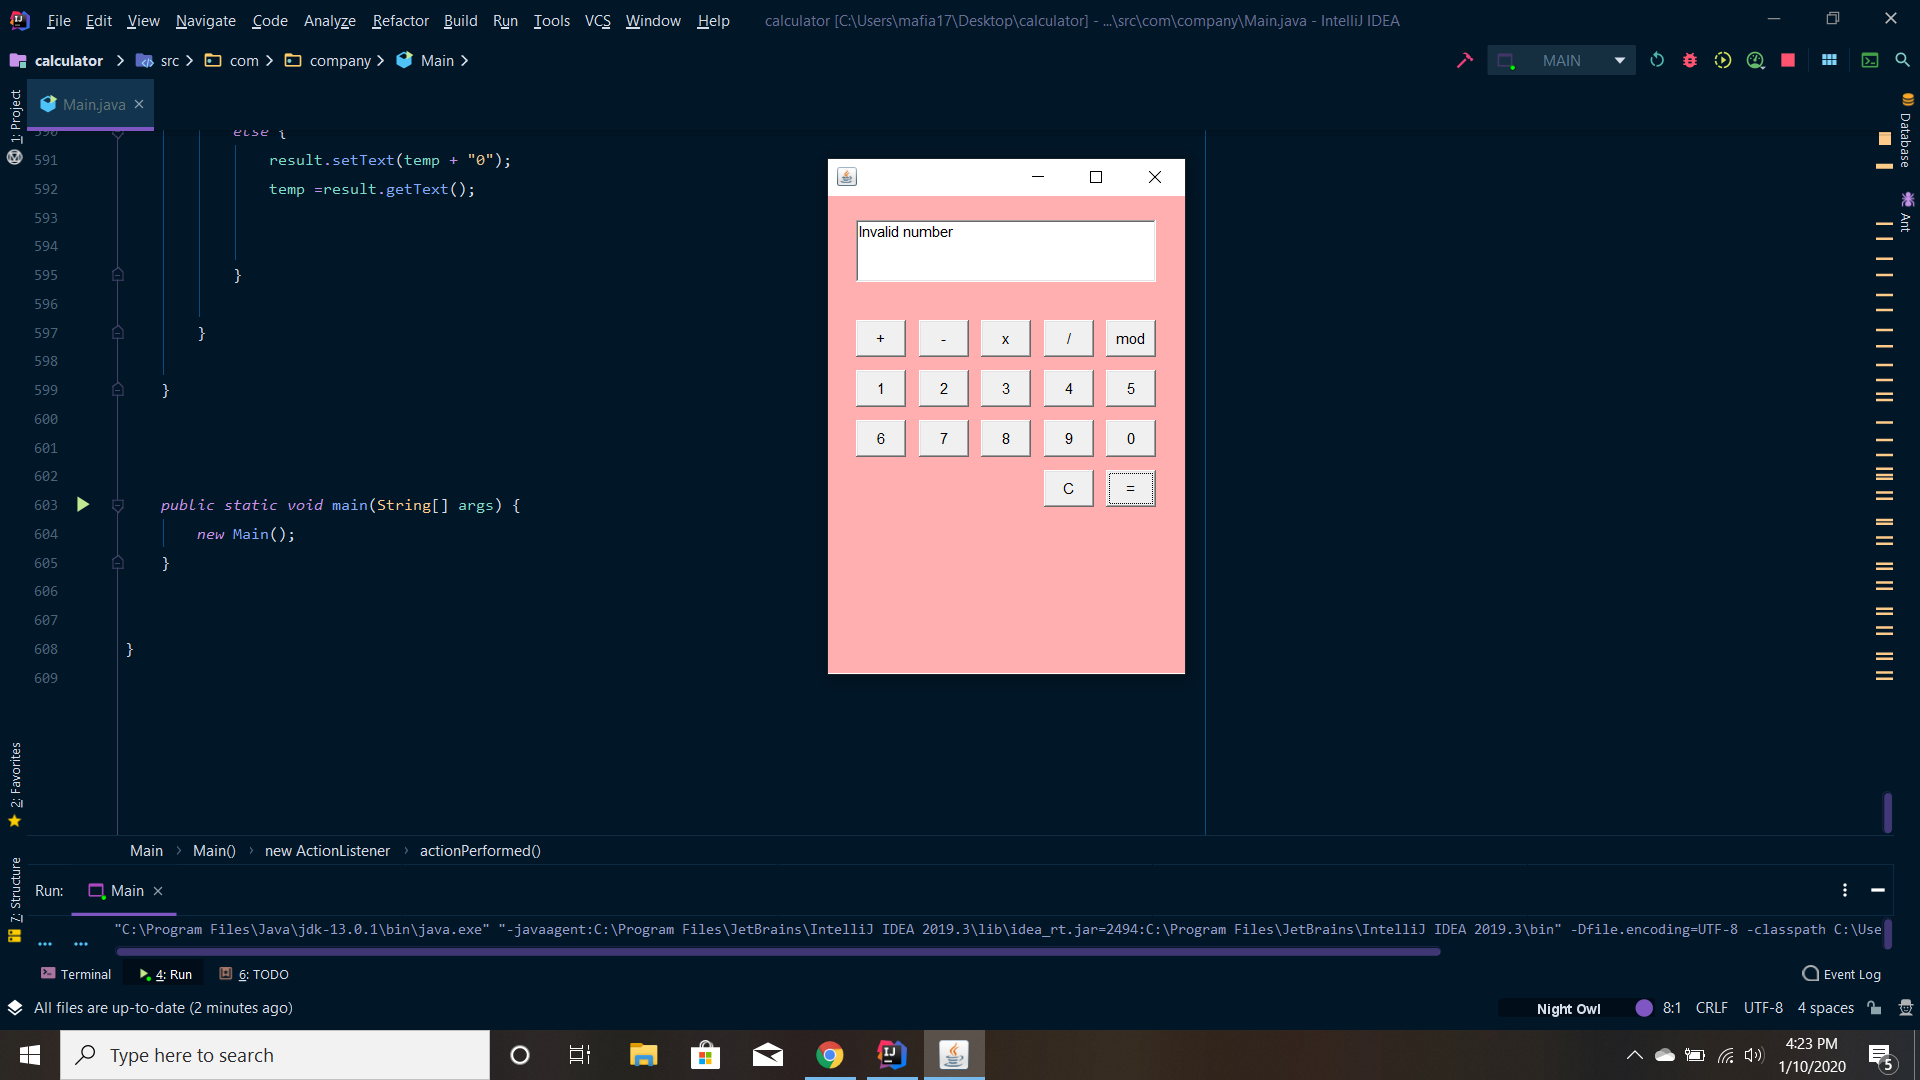 File Edit View Navigate Code Analyze Refactor Build Run Tools VCS Window Help calculator [C:\Users\mafia17\Desktop\calculator] - ...\src\com\company\Main.java - IntelliJ IDEA
calculator src com company Main MAIN
Main.java
1: Project
2: Favorites
7: Structure
590 else {
591 result.setText(temp + "0");
592 temp =result.getText();
593
594
595 }
596
597 }
598
599 }
600
601
602
603 public static void main(String[] args) {
604 new Main();
605 }
606
607
608 }
609
Invalid number
+ - x / mod
1 2 3 4 5
6 7 8 9 0
C =
Database
Ant
Main Main() new ActionListener actionPerformed()
Run: Main
"C:\Program Files\Java\jdk-13.0.1\bin\java.exe" "-javaagent:C:\Program Files\JetBrains\IntelliJ IDEA 2019.3\lib\idea_rt.jar=2494:C:\Program Files\JetBrains\IntelliJ IDEA 2019.3\bin" -Dfile.encoding=UTF-8 -classpath C:\Use
Terminal 4: Run 6: TODO Event Log
All files are up-to-date (2 minutes ago) Night Owl 8:1 CRLF UTF-8 4 spaces
Type here to search
4:23 PM
1/10/2020
5